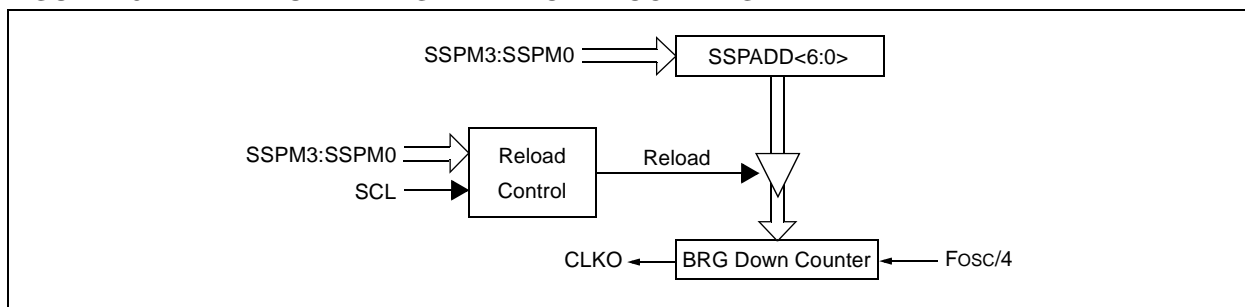 SSPM3:SSPM0
SSPADD<6:0>
SSPM3:SSPM0
SCL
Reload
Control
Reload
CLKO
BRG Down Counter
FOSC/4